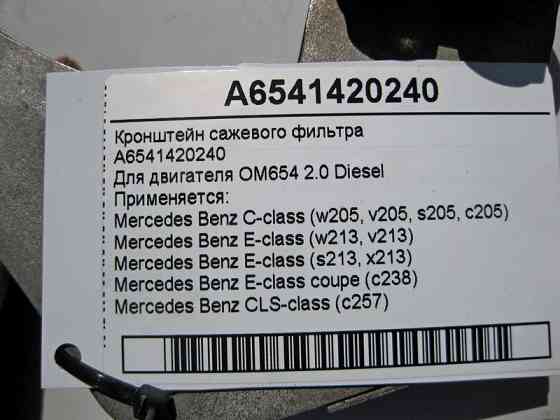 A6541420240
Кронштейн сажевого фильтра
A6541420240
Для двигателя OM654 2.0 Diesel
Применяется:
Mercedes Benz C-class (w205, v205, s205, c205)
Mercedes Benz E-class (w213, v213)
Mercedes Benz E-class (s213, x213)
Mercedes Benz E-class coupe (c238)
Mercedes Benz CLS-class (c257)